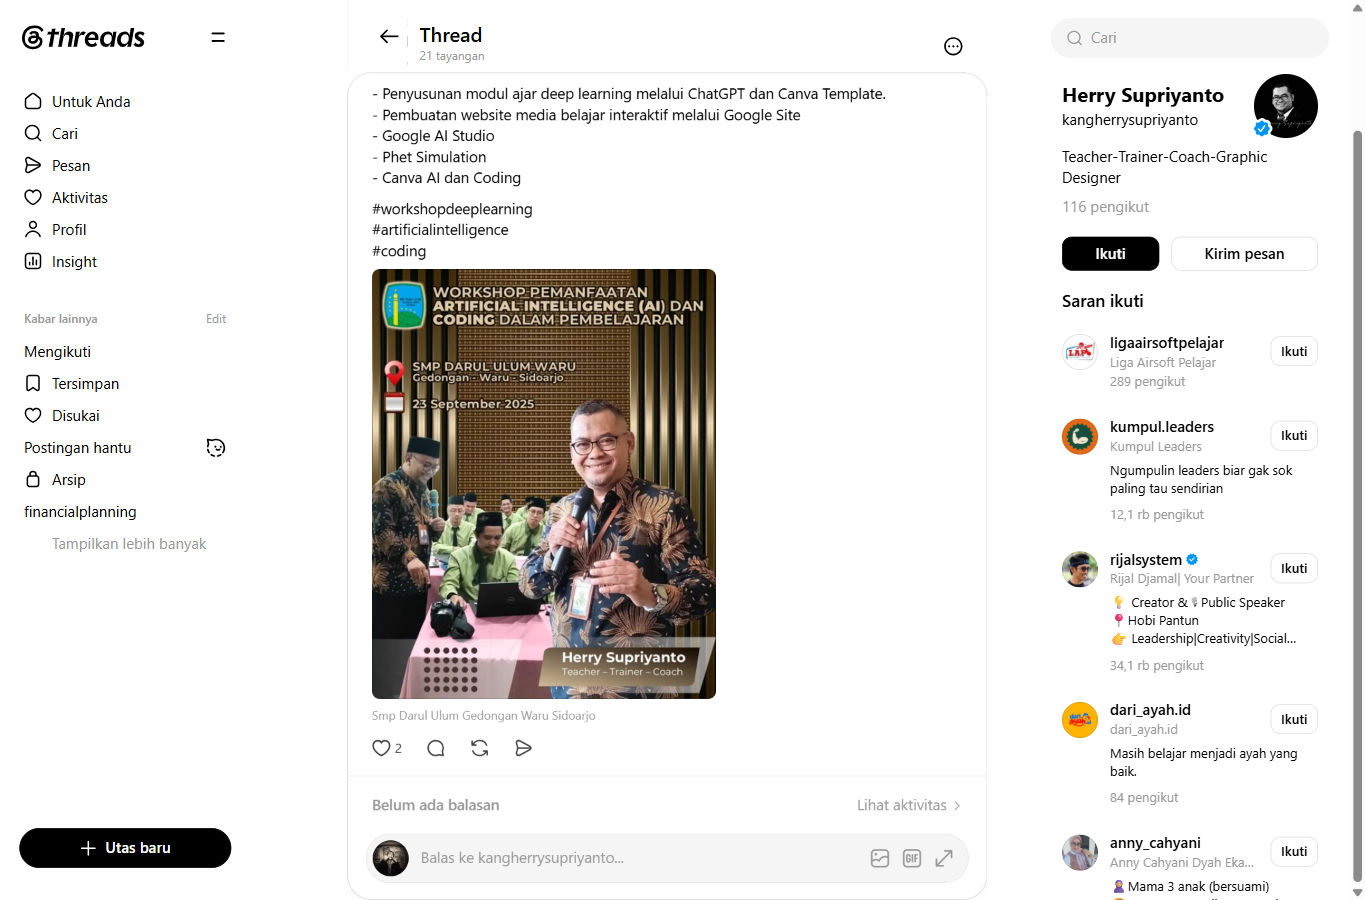 threads
Untuk Anda
Cari
Pesan
Aktivitas
Profil
Insight
Kabar lainnya
Edit
Mengikuti
Tersimpan
Disukai
Postingan hantu
Arsip
financialplanning
Tampilkan lebih banyak
Utas baru
Thread
21 tayangan
- Penyusunan modul ajar deep learning melalui ChatGPT dan Canva Template.
- Pembuatan website media belajar interaktif melalui Google Site
- Google AI Studio
- Phet Simulation
- Canva AI dan Coding
#workshopdeeplearning
#artificialintelligence
#coding
WORKSHOP PEMANFAATAN
ARTIFICIAL INTELLIGENCE (AI) DAN
CODING DALAM PEMBELAJARAN
SMP DARUL ULUM WARU
Gedongan - Waru - Sidoarjo
23 September 2025
Herry Supriyanto
Teacher – Trainer – Coach
Smp Darul Ulum Gedongan Waru Sidoarjo
2
Belum ada balasan
Lihat aktivitas
Balas ke kangherrysupriyanto...
GIF
Cari
Herry Supriyanto
kangherrysupriyanto
Teacher-Trainer-Coach-Graphic
Designer
116 pengikut
Ikuti
Kirim pesan
Saran ikuti
ligaairsoftpelajar
Liga Airsoft Pelajar
289 pengikut
Ikuti
kumpul.leaders
Kumpul Leaders
Ikuti
Ngumpulin leaders biar gak sok
paling tau sendirian
12,1 rb pengikut
rijalsystem
Rijal Djamal| Your Partner
Ikuti
Creator & Public Speaker
Hobi Pantun
Leadership|Creativity|Social...
34,1 rb pengikut
dari_ayah.id
dari_ayah.id
Ikuti
Masih belajar menjadi ayah yang
baik.
84 pengikut
anny_cahyani
Anny Cahyani Dyah Eka...
Ikuti
Mama 3 anak (bersuami)